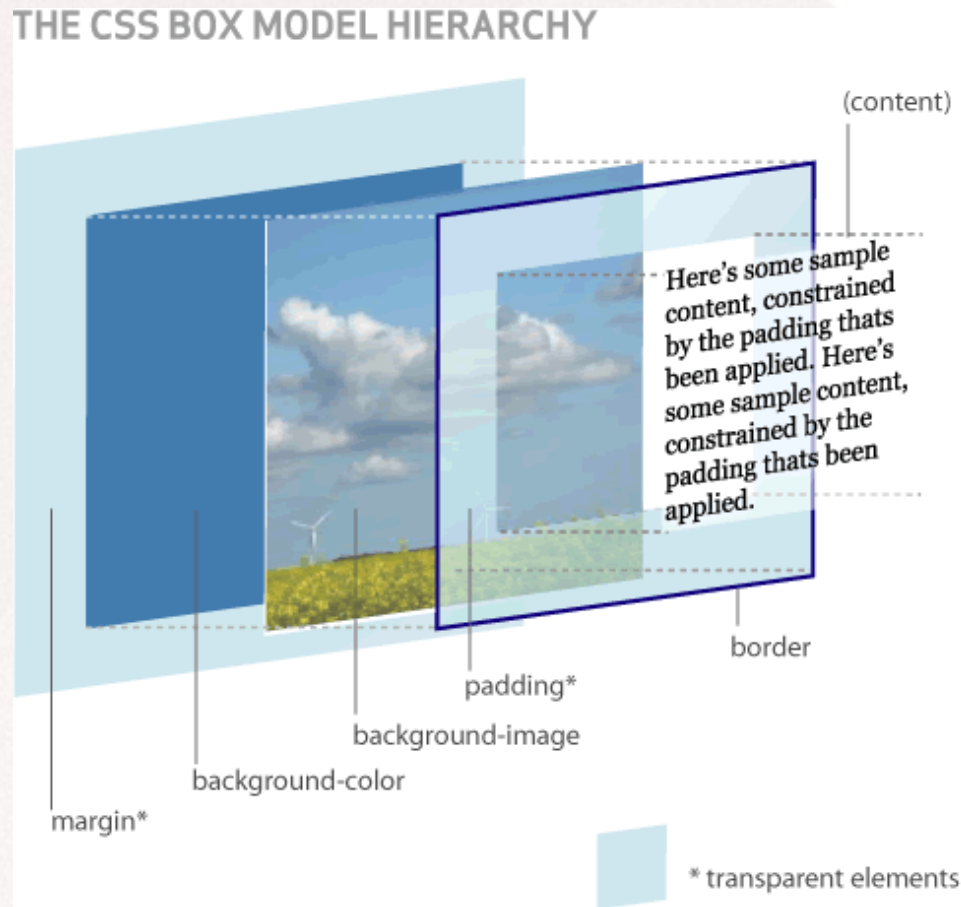 THE CSS BOX MODEL HIERARCHY
(content)
Here's some sample
content, constrained
by the padding thats
been applied. Here's
some sample content,
constrained by the
padding thats been
applied.
border
padding*
background-image
background-color
margin*
* transparent elements